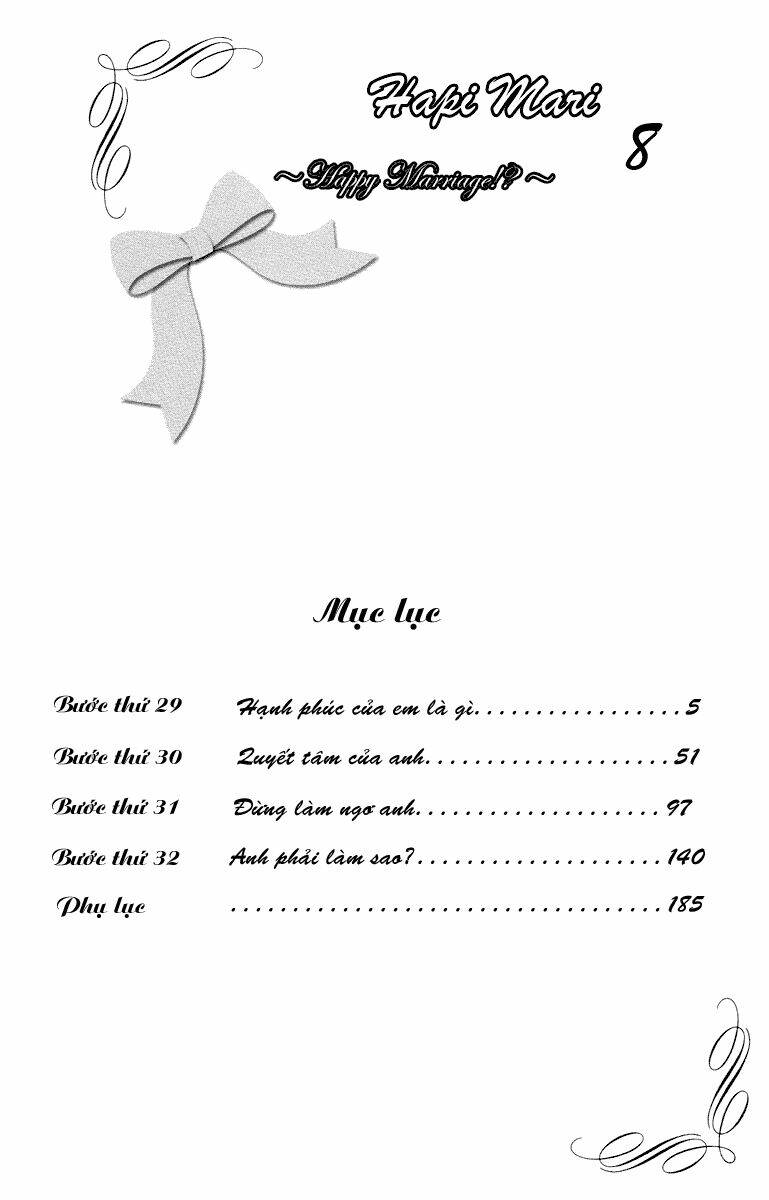 Hapi Mari
8
~Happy Marriage!?~
Mục lục
Bước thứ 29 Hạnh phúc của em là gì.................5
Bước thứ 30 Quyết tâm của anh....................51
Bước thứ 31 Đừng làm ngơ anh....................97
Bước thứ 32 Anh phải làm sao?....................140
Phụ lục ...................................185